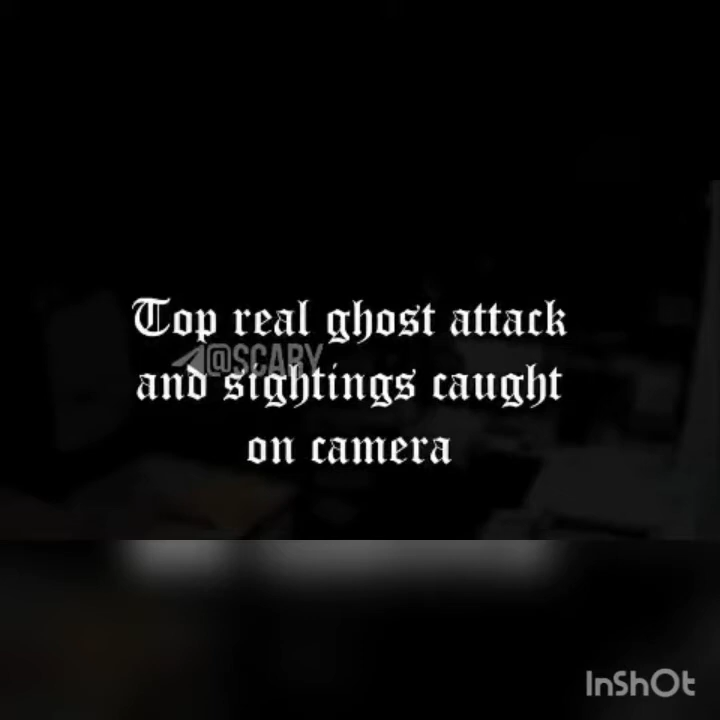 Top real ghost attack
@SCARY
and sightings caught
on camera
InShOt